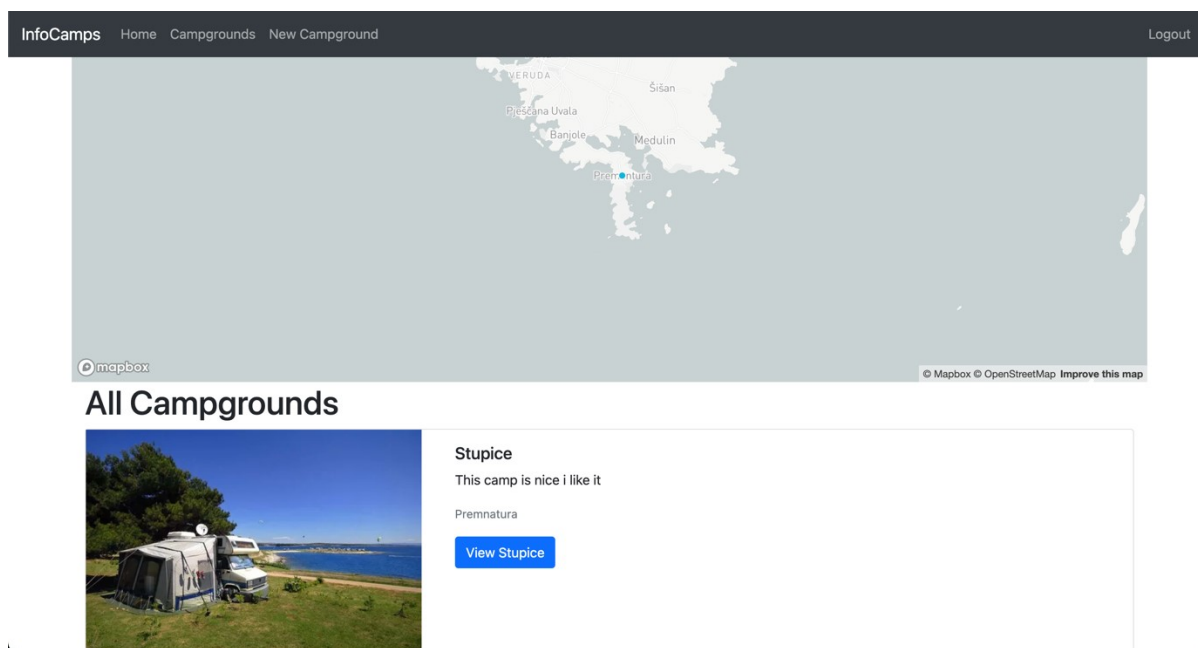 InfoCamps Home Campgrounds New Campground Logout
VERUDA
Šišan
Pješčana Uvala
Banjole
Medulin
Premantura
mapbox
© Mapbox © OpenStreetMap Improve this map
All Campgrounds
Stupice
This camp is nice i like it
Premnatura
View Stupice